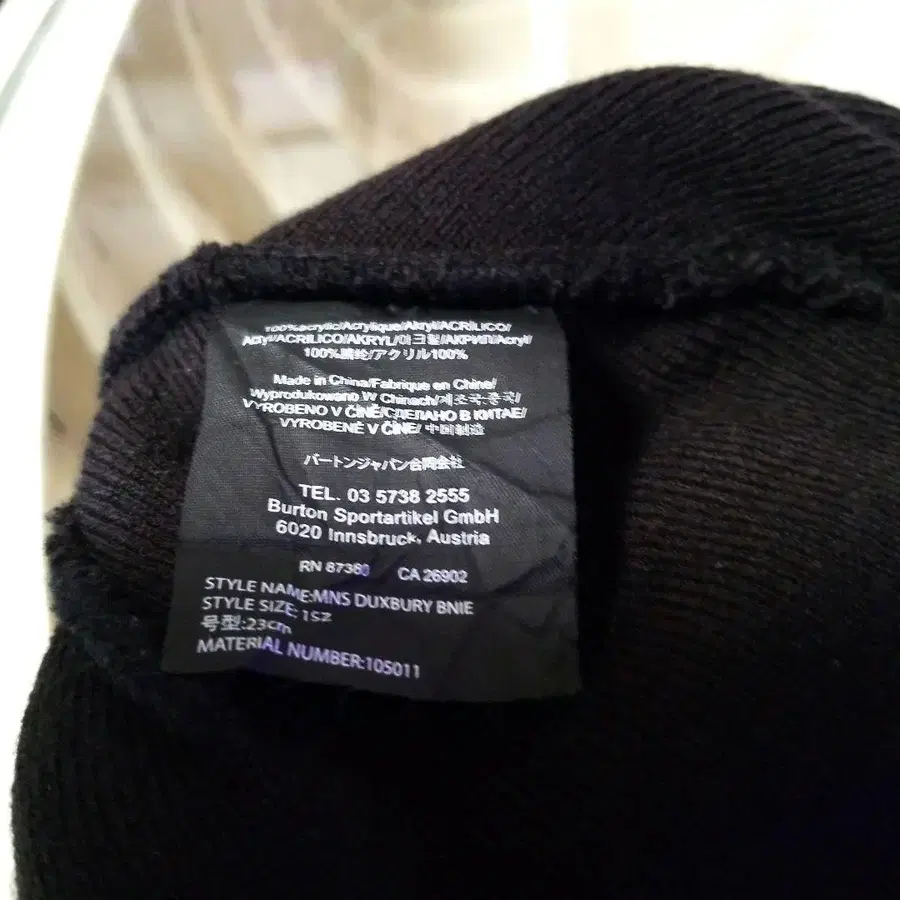 100%acrylic/Acrylique/Akryl/ACRÍLICO/
Acryl/ACRILICO/AKRYL/아크릴/АКРИЛ/Acryl/
100%腈纶/アクリル100%
Made in China/Fabrique en Chine/
Wyprodukowano W Chinach/제조국:중국/
VYROBENO V ČÍNĚ/СДЕЛАНО В КИТАЕ/
VYROBENÉ V ČÍNE/ 中国制造
バートンジャパン合同会社
TEL. 03 5738 2555
Burton Sportartikel GmbH
6020 Innsbruck, Austria
RN 87360 CA 26902
STYLE NAME:MNS DUXBURY BNIE
STYLE SIZE: 1SZ
号型:23cm
MATERIAL NUMBER:105011